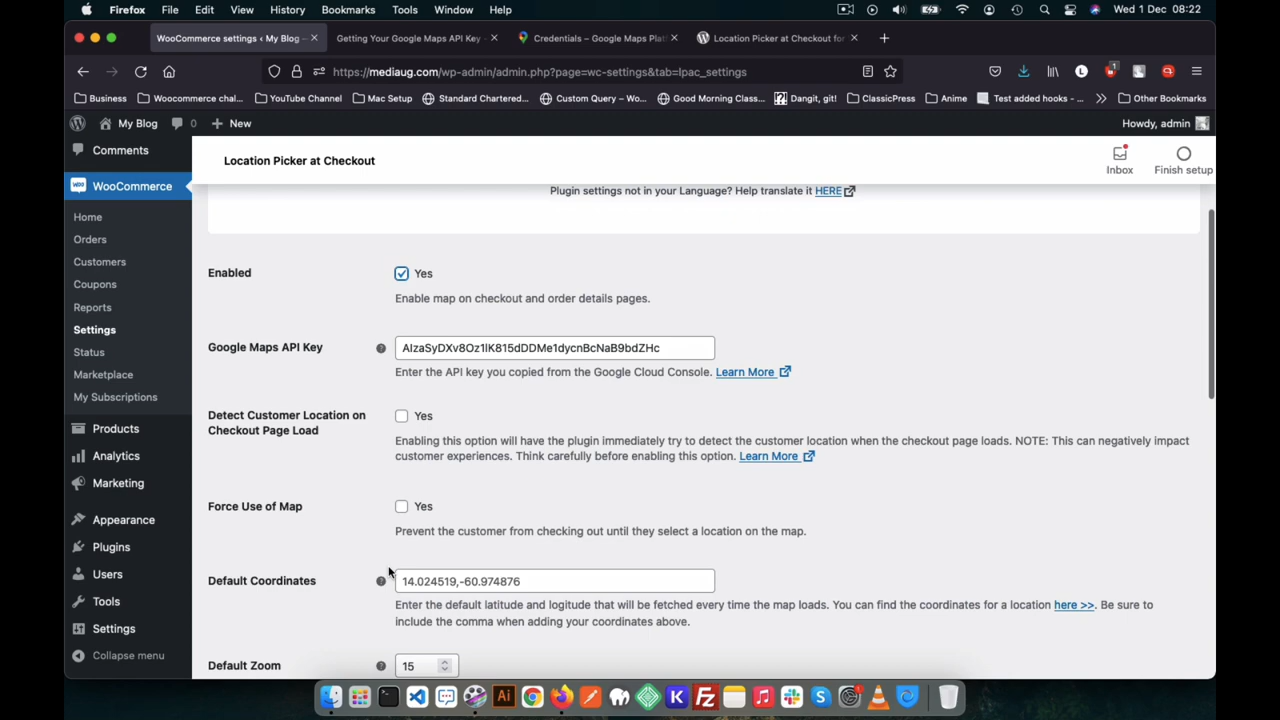 Firefox File Edit View History Bookmarks Tools Window Help Wed 1 Dec 08:22
WooCommerce settings ‹ My Blog – Getting Your Google Maps API Key - Credentials – Google Maps Plat Location Picker at Checkout for
https://mediaug.com/wp-admin/admin.php?page=wc-settings&tab=lpac_settings
Business Woocommerce chal... YouTube Channel Mac Setup Standard Chartered... Custom Query – Wo... Good Morning Class... Dangit, git! ClassicPress Anime Test added hooks - ... Other Bookmarks
My Blog 0 New Howdy, admin
Comments
WooCommerce
Home
Orders
Customers
Coupons
Reports
Settings
Status
Marketplace
My Subscriptions
Products
Analytics
Marketing
Appearance
Plugins
Users
Tools
Settings
Collapse menu
Location Picker at Checkout
Inbox
Finish setup
Plugin settings not in your Language? Help translate it HERE
Enabled
Yes
Enable map on checkout and order details pages.
Google Maps API Key
AIzaSyDXv8Oz1lK815dDDMe1dycnBcNaB9bdZHc
Enter the API key you copied from the Google Cloud Console. Learn More
Detect Customer Location on
Checkout Page Load
Yes
Enabling this option will have the plugin immediately try to detect the customer location when the checkout page loads. NOTE: This can negatively impact
customer experiences. Think carefully before enabling this option. Learn More
Force Use of Map
Yes
Prevent the customer from checking out until they select a location on the map.
Default Coordinates
14.024519,-60.974876
Enter the default latitude and logitude that will be fetched every time the map loads. You can find the coordinates for a location here >>. Be sure to
include the comma when adding your coordinates above.
Default Zoom
15